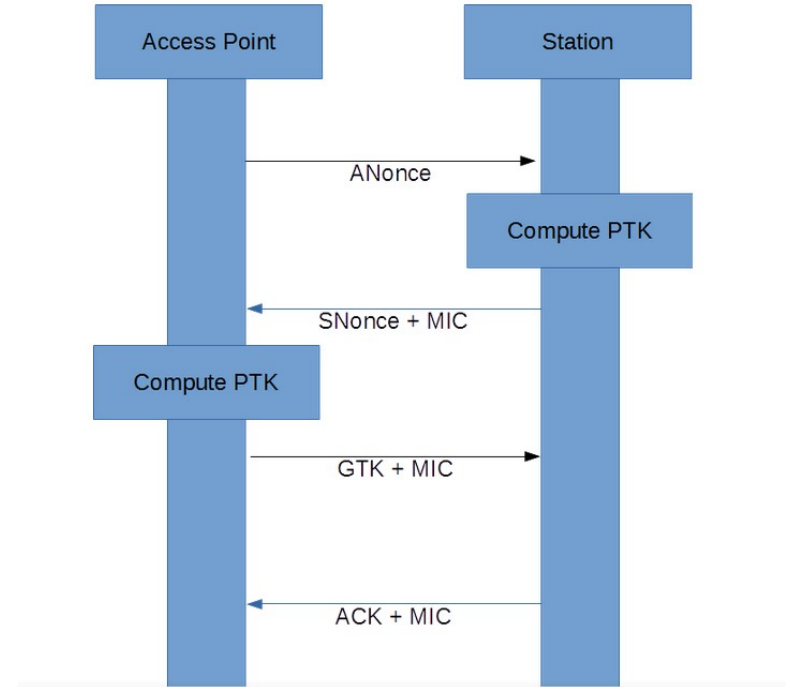 Access Point
Station
ANonce
Compute PTK
SNonce + MIC
Compute PTK
GTK + MIC
ACK + MIC